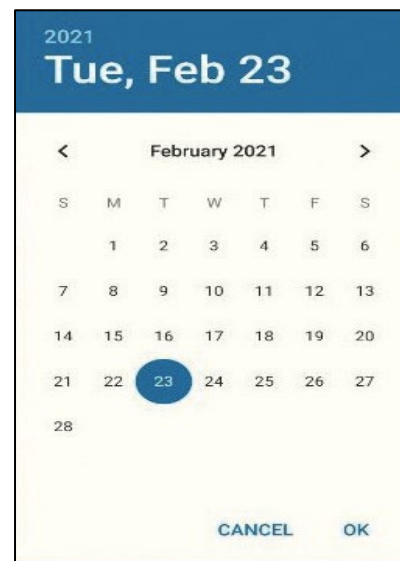 2021
Tue, Feb 23
< February 2021 >
S M T W T F S
1 2 3 4 5 6
7 8 9 10 11 12 13
14 15 16 17 18 19 20
21 22 23 24 25 26 27
28
CANCEL OK